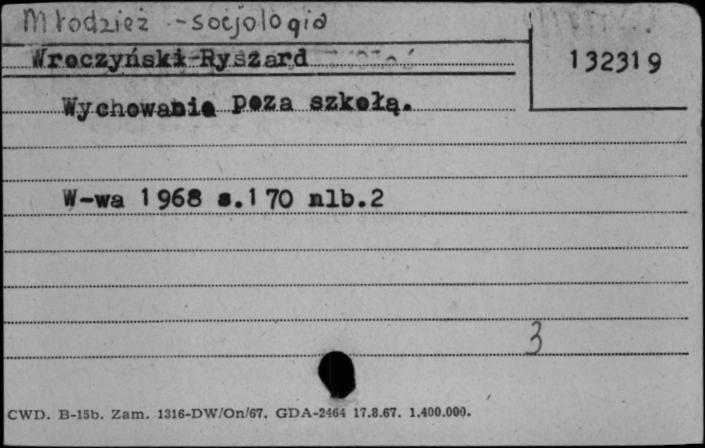 Młodzież - socjologia
Wroczyński Ryszard
132319
Wychowanie poza szkołą.
W-wa 1968 s.170 nlb.2
3
CWD. B-15b. Zam. 1316-DW/On/67. GDA-2464 17.8.67. 1.400.000.